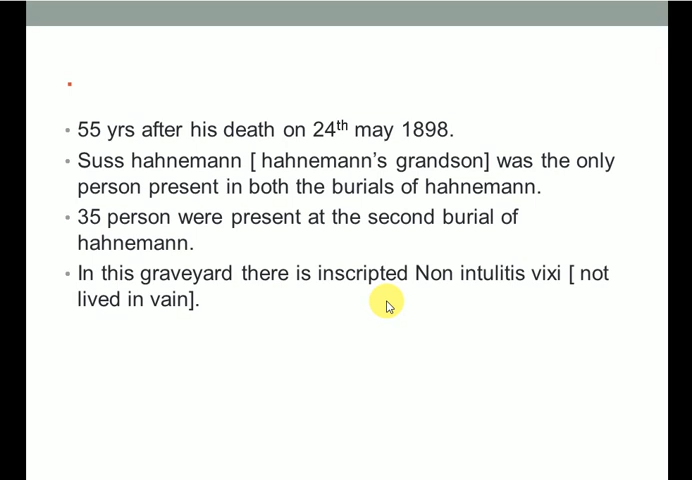 • 55 yrs after his death on 24th may 1898.
• Suss hahnemann [ hahnemann's grandson] was the only
person present in both the burials of hahnemann.
• 35 person were present at the second burial of
hahnemann.
• In this graveyard there is inscripted Non intulitis vixi [ not
lived in vain].